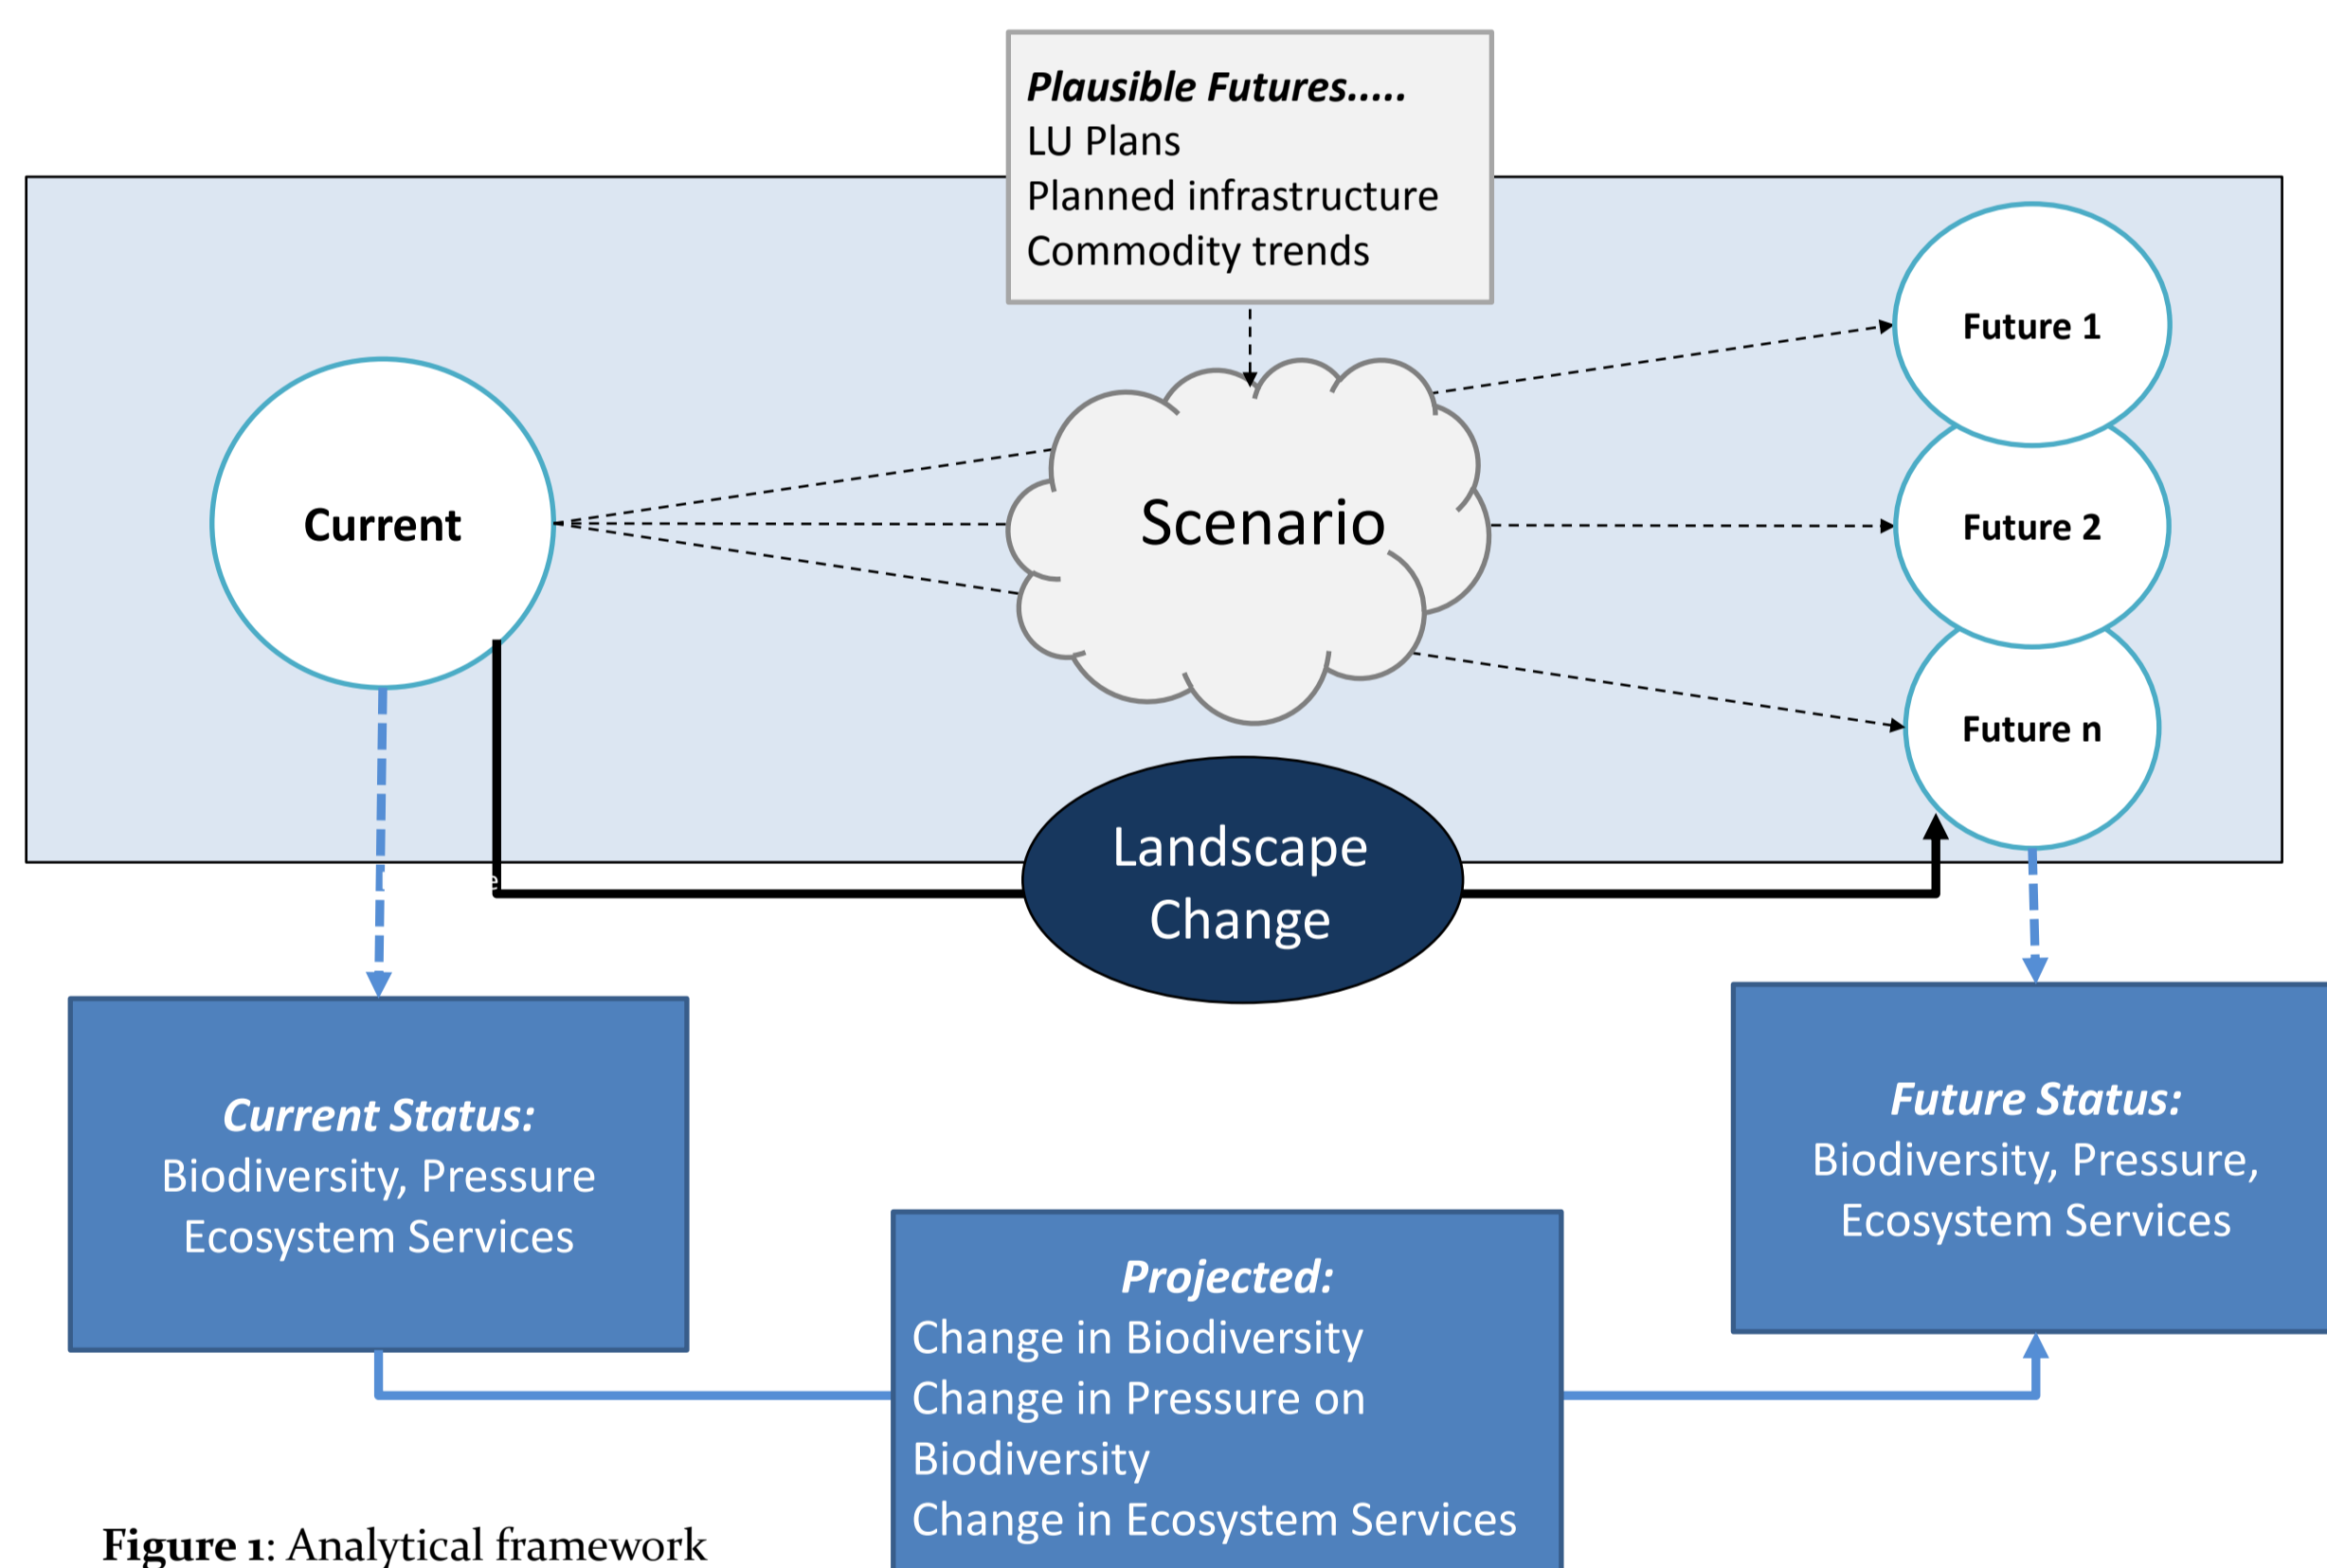 Plausible Futures.....
LU Plans
Planned infrastructure
Commodity trends
Future 1
Current
Scenario
Future 2
Future n
Landscape
Change
Current Status:
Biodiversity, Pressure
Ecosystem Services
Future Status:
Biodiversity, Pressure,
Ecosystem Services
Projected:
Change in Biodiversity
Change in Pressure on
Biodiversity
Change in Ecosystem Services
Figure 1: Analytical framework